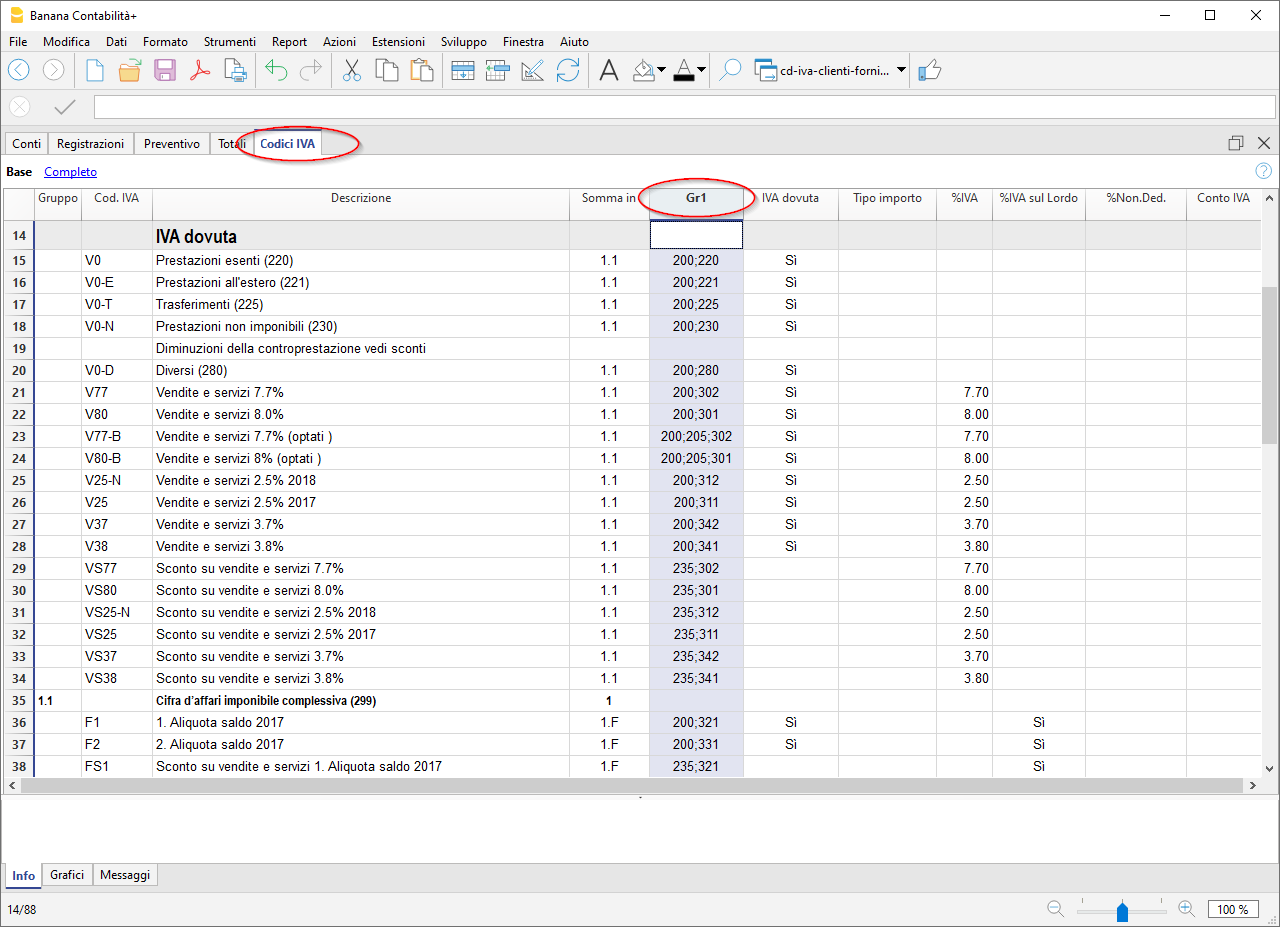 Banana Contabilità+
File Modifica Dati Formato Strumenti Report Azioni Estensioni Sviluppo Finestra Aiuto
cd-iva-clienti-forni...
Conti Registrazioni Preventivo Totali Codici IVA
Base Completo
Gruppo Cod. IVA Descrizione Somma in Gr1 IVA dovuta Tipo importo %IVA %IVA sul Lordo %Non.Ded. Conto IVA
14 IVA dovuta
15 V0 Prestazioni esenti (220) 1.1 200;220 Sì
16 V0-E Prestazioni all'estero (221) 1.1 200;221 Sì
17 V0-T Trasferimenti (225) 1.1 200;225 Sì
18 V0-N Prestazioni non imponibili (230) 1.1 200;230 Sì
19 Diminuzioni della controprestazione vedi sconti
20 V0-D Diversi (280) 1.1 200;280 Sì
21 V77 Vendite e servizi 7.7% 1.1 200;302 Sì 7.70
22 V80 Vendite e servizi 8.0% 1.1 200;301 Sì 8.00
23 V77-B Vendite e servizi 7.7% (optati ) 1.1 200;205;302 Sì 7.70
24 V80-B Vendite e servizi 8% (optati ) 1.1 200;205;301 Sì 8.00
25 V25-N Vendite e servizi 2.5% 2018 1.1 200;312 Sì 2.50
26 V25 Vendite e servizi 2.5% 2017 1.1 200;311 Sì 2.50
27 V37 Vendite e servizi 3.7% 1.1 200;342 Sì 3.70
28 V38 Vendite e servizi 3.8% 1.1 200;341 Sì 3.80
29 VS77 Sconto su vendite e servizi 7.7% 1.1 235;302 7.70
30 VS80 Sconto su vendite e servizi 8.0% 1.1 235;301 8.00
31 VS25-N Sconto su vendite e servizi 2.5% 2018 1.1 235;312 2.50
32 VS25 Sconto su vendite e servizi 2.5% 2017 1.1 235;311 2.50
33 VS37 Sconto su vendite e servizi 3.7% 1.1 235;342 3.70
34 VS38 Sconto su vendite e servizi 3.8% 1.1 235;341 3.80
35 1.1 Cifra d'affari imponibile complessiva (299) 1
36 F1 1. Aliquota saldo 2017 1.F 200;321 Sì Sì
37 F2 2. Aliquota saldo 2017 1.F 200;331 Sì Sì
38 FS1 Sconto su vendite e servizi 1. Aliquota saldo 2017 1.F 235;321 Sì
Info Grafici Messaggi
14/88 100 %